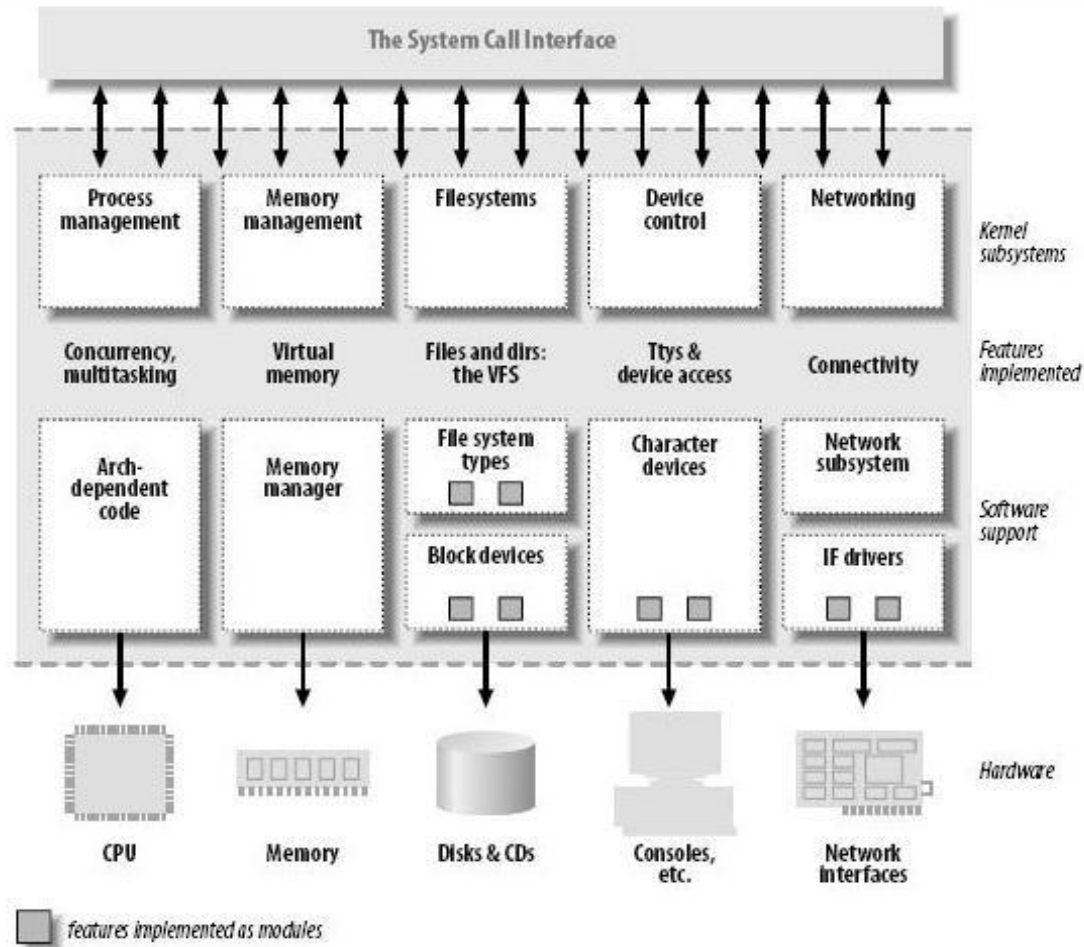 The System Call Interface
Process
management
Memory
management
Filesystems
Device
control
Networking
Kernel
subsystems
Concurrency,
multitasking
Virtual
memory
Files and dirs:
the VFS
Ttys &
device access
Connectivity
Features
implemented
Arch-
dependent
code
Memory
manager
File system
types
Character
devices
Network
subsystem
Software
support
Block devices
IF drivers
Hardware
CPU
Memory
Disks & CDs
Consoles,
etc.
Network
interfaces
features implemented as modules